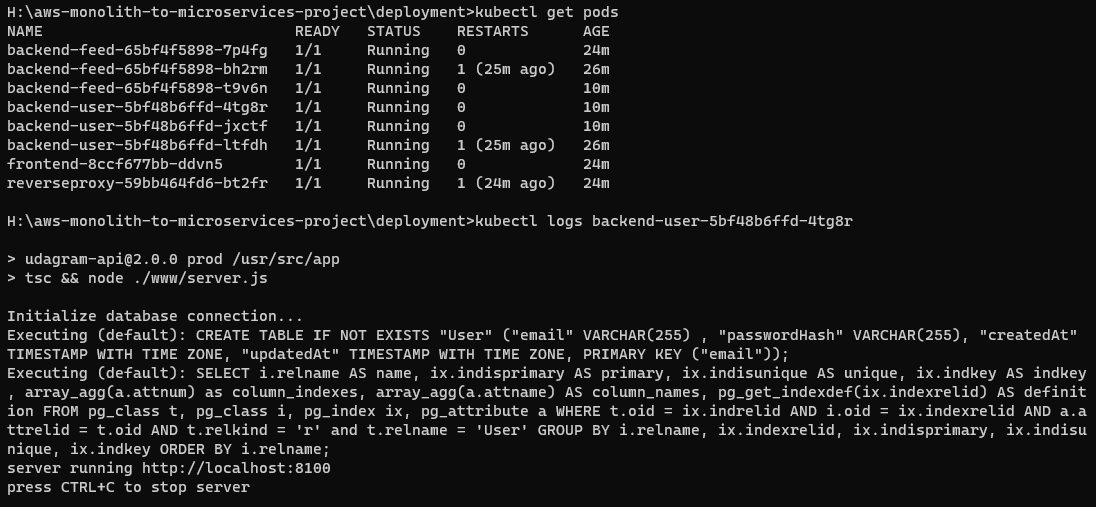 H:\aws-monolith-to-microservices-project\deployment>kubectl get pods
NAME                            READY   STATUS    RESTARTS      AGE
backend-feed-65bf4f5898-7p4fg   1/1     Running   0             24m
backend-feed-65bf4f5898-bh2rm   1/1     Running   1 (25m ago)   26m
backend-feed-65bf4f5898-t9v6n   1/1     Running   0             10m
backend-user-5bf48b6ffd-4tg8r   1/1     Running   0             10m
backend-user-5bf48b6ffd-jxctf   1/1     Running   0             10m
backend-user-5bf48b6ffd-ltfdh   1/1     Running   1 (25m ago)   26m
frontend-8ccf677bb-ddvn5        1/1     Running   0             24m
reverseproxy-59bb464fd6-bt2fr   1/1     Running   1 (24m ago)   24m

H:\aws-monolith-to-microservices-project\deployment>kubectl logs backend-user-5bf48b6ffd-4tg8r

> udagram-api@2.0.0 prod /usr/src/app
> tsc && node ./www/server.js

Initialize database connection...
Executing (default): CREATE TABLE IF NOT EXISTS "User" ("email" VARCHAR(255) , "passwordHash" VARCHAR(255), "createdAt"
TIMESTAMP WITH TIME ZONE, "updatedAt" TIMESTAMP WITH TIME ZONE, PRIMARY KEY ("email"));
Executing (default): SELECT i.relname AS name, ix.indisprimary AS primary, ix.indisunique AS unique, ix.indkey AS indkey
, array_agg(a.attnum) as column_indexes, array_agg(a.attname) AS column_names, pg_get_indexdef(ix.indexrelid) AS definit
ion FROM pg_class t, pg_class i, pg_index ix, pg_attribute a WHERE t.oid = ix.indrelid AND i.oid = ix.indexrelid AND a.a
ttrelid = t.oid AND t.relkind = 'r' and t.relname = 'User' GROUP BY i.relname, ix.indexrelid, ix.indisprimary, ix.indisu
nique, ix.indkey ORDER BY i.relname;
server running http://localhost:8100
press CTRL+C to stop server